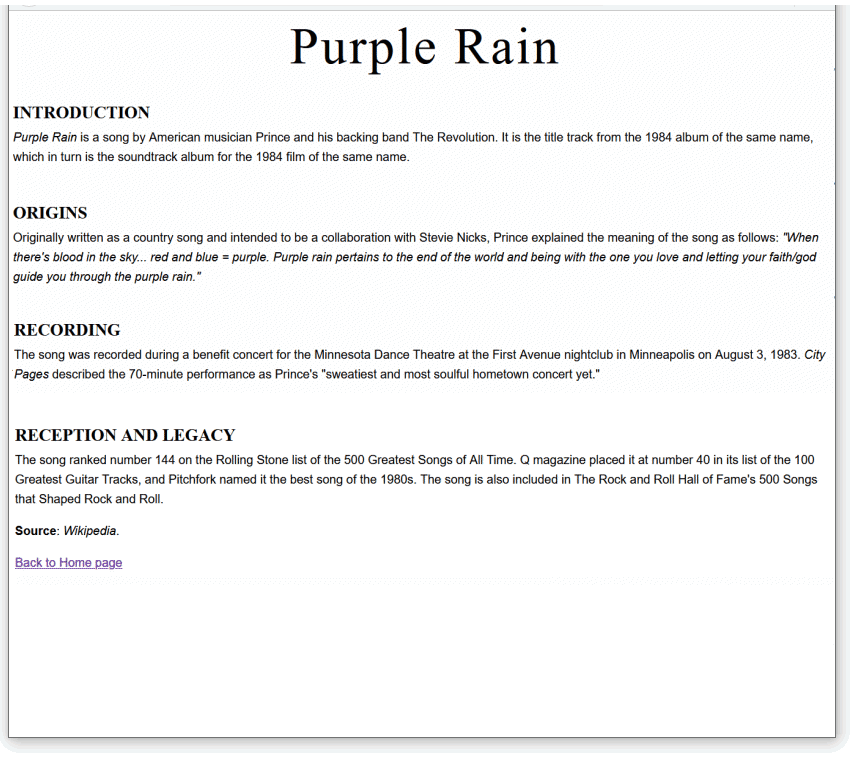 Purple Rain
INTRODUCTION
Purple Rain is a song by American musician Prince and his backing band The Revolution. It is the title track from the 1984 album of the same name,
which in turn is the soundtrack album for the 1984 film of the same name.
ORIGINS
Originally written as a country song and intended to be a collaboration with Stevie Nicks, Prince explained the meaning of the song as follows: "When
there's blood in the sky... red and blue = purple. Purple rain pertains to the end of the world and being with the one you love and letting your faith/god
guide you through the purple rain."
RECORDING
The song was recorded during a benefit concert for the Minnesota Dance Theatre at the First Avenue nightclub in Minneapolis on August 3, 1983. City
Pages described the 70-minute performance as Prince's "sweatiest and most soulful hometown concert yet."
RECEPTION AND LEGACY
The song ranked number 144 on the Rolling Stone list of the 500 Greatest Songs of All Time. Q magazine placed it at number 40 in its list of the 100
Greatest Guitar Tracks, and Pitchfork named it the best song of the 1980s. The song is also included in The Rock and Roll Hall of Fame's 500 Songs
that Shaped Rock and Roll.
Source: Wikipedia.
Back to Home page